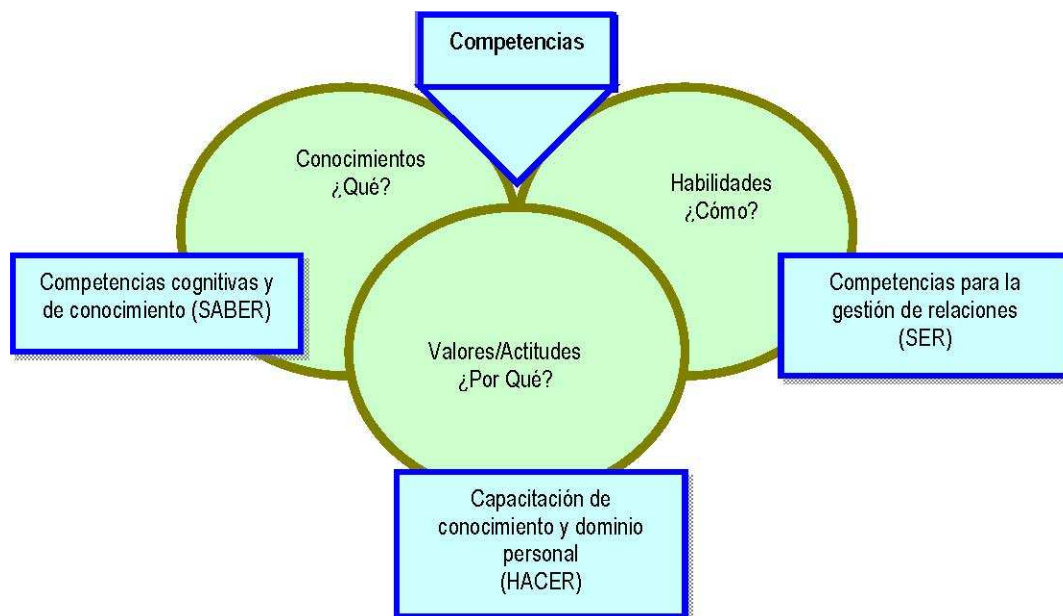 Competencias
Conocimientos
¿Qué?
Habilidades
¿Cómo?
Competencias cognitivas y
de conocimiento (SABER)
Competencias para la
gestión de relaciones
(SER)
Valores/Actitudes
¿Por Qué?
Capacitación de
conocimiento y dominio
personal
(HACER)